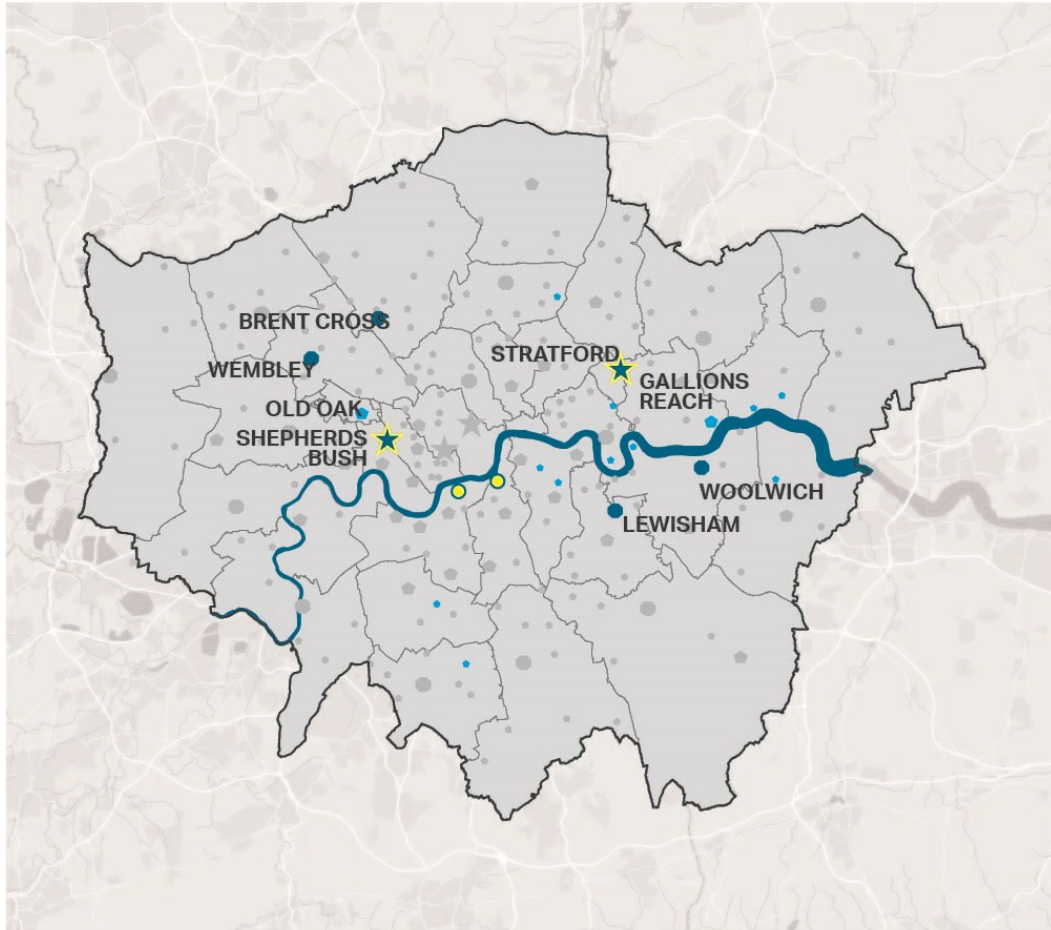 BRENT CROSS
WEMBLEY
OLD OAK
SHEPHERDS
BUSH
STRATFORD
GALLIONS
REACH
WOOLWICH
LEWISHAM